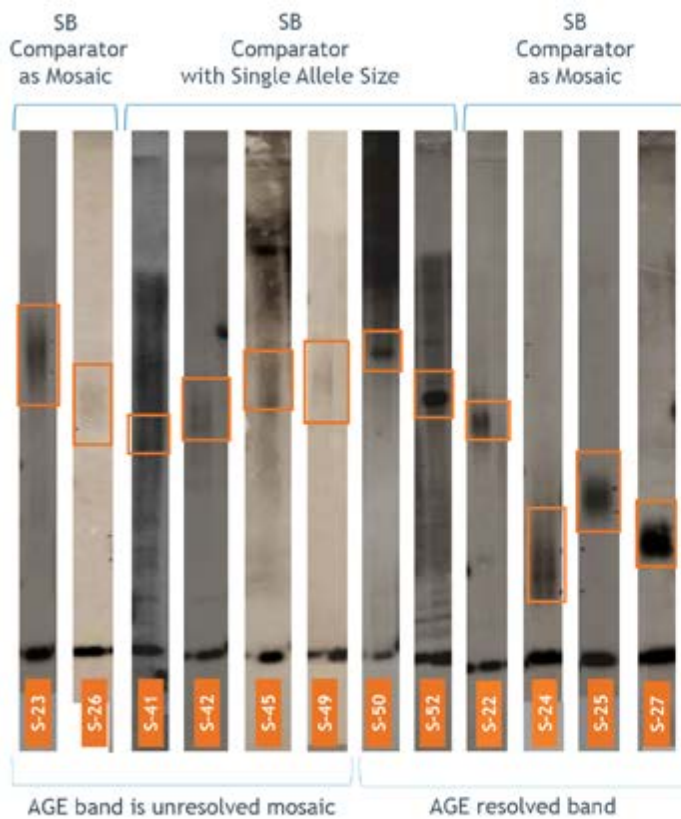 SB
Comparator
as Mosaic
SB
Comparator
with Single Allele Size
SB
Comparator
as Mosaic
S-23
S-26
S-41
S-42
S-45
S-49
S-50
S-52
S-22
S-24
S-25
S-27
AGE band is unresolved mosaic
AGE resolved band